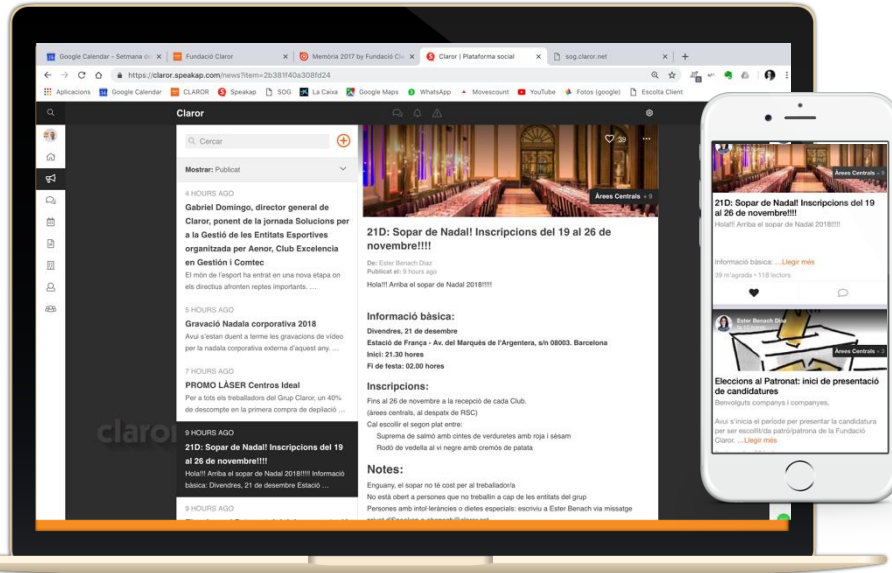 Google Calendar - Setmana de
Fundació Claror
Memòria 2017 by Fundació Cla
Claror | Plataforma social
sog.claror.net
https://claror.speakap.com/news?item=2b381f40a308fd24
Aplicacions
Google Calendar
CLAROR
Speakap
SOG
La Caixa
Google Maps
WhatsApp
Movescount
YouTube
Fotos (google)
Escolta Client
Claror
Cercar
Mostrar: Publicat
4 HOURS AGO
Gabriel Domingo, director general de
Claror, ponent de la jornada Solucions per
a la Gestió de les Entitats Esportives
organitzada per Aenor, Club Excelencia
en Gestión i Comtec
El món de l'esport ha entrat en una nova etapa on
els directius afronten reptes importants. ...
5 HOURS AGO
Gravació Nadala corporativa 2018
Avui s'estan duent a terme les gravacions de vídeo
per la nadala corporativa externa d'aquest any. ...
7 HOURS AGO
PROMO LÀSER Centros Ideal
Per a tots els treballadors del Grup Claror, un 40%
de descompte en la primera compra de depilació ...
9 HOURS AGO
21D: Sopar de Nadal! Inscripcions del 19
al 26 de novembre!!!!
Hola!!! Arriba el sopar de Nadal 2018!!!!! Informació
bàsica: Divendres, 21 de desembre Estació ...
9 HOURS AGO
claror
39
Àrees Centrals + 9
21D: Sopar de Nadal! Inscripcions del 19 al 26 de
novembre!!!!
De: Ester Benach Diaz
Publicat el: 9 hours ago
Hola!!! Arriba el sopar de Nadal 2018!!!!!
Informació bàsica:
Divendres, 21 de desembre
Estació de França - Av. del Marquès de l'Argentera, s/n 08003. Barcelona
Inici: 21.30 hores
Fi de festa: 02.00 hores
Inscripcions:
Fins al 26 de novembre a la recepció de cada Club.
(àrees centrals, al despatx de RSC)
Cal escollir el segon plat entre:
Suprema de salmó amb cintes de verduretes amb roja i sèsam
Rodó de vedella al vi negre amb cremós de patata
Notes:
Enguany, el sopar no té cost per al treballador/a
No està obert a persones que no treballin a cap de les entitats del grup
Persones amb intol·leràncies o dietes especials: escriviu a Ester Benach via missatge
Àrees Centrals + 9
21D: Sopar de Nadal! Inscripcions del 19
al 26 de novembre!!!!
Hola!!! Arriba el sopar de Nadal 2018!!!!!
Informació bàsica: ...Llegir més
39 m'agrada • 116 lectors
Ester Benach Diaz
Àrees Centrals + 3
Eleccions al Patronat: inici de presentació
de candidatures
Benvolguts companys i companyes,
Avui s'inicia el període per presentar la candidatura
per ser escollit/da patró/patrona de la Fundació
Claror. ...Llegir més